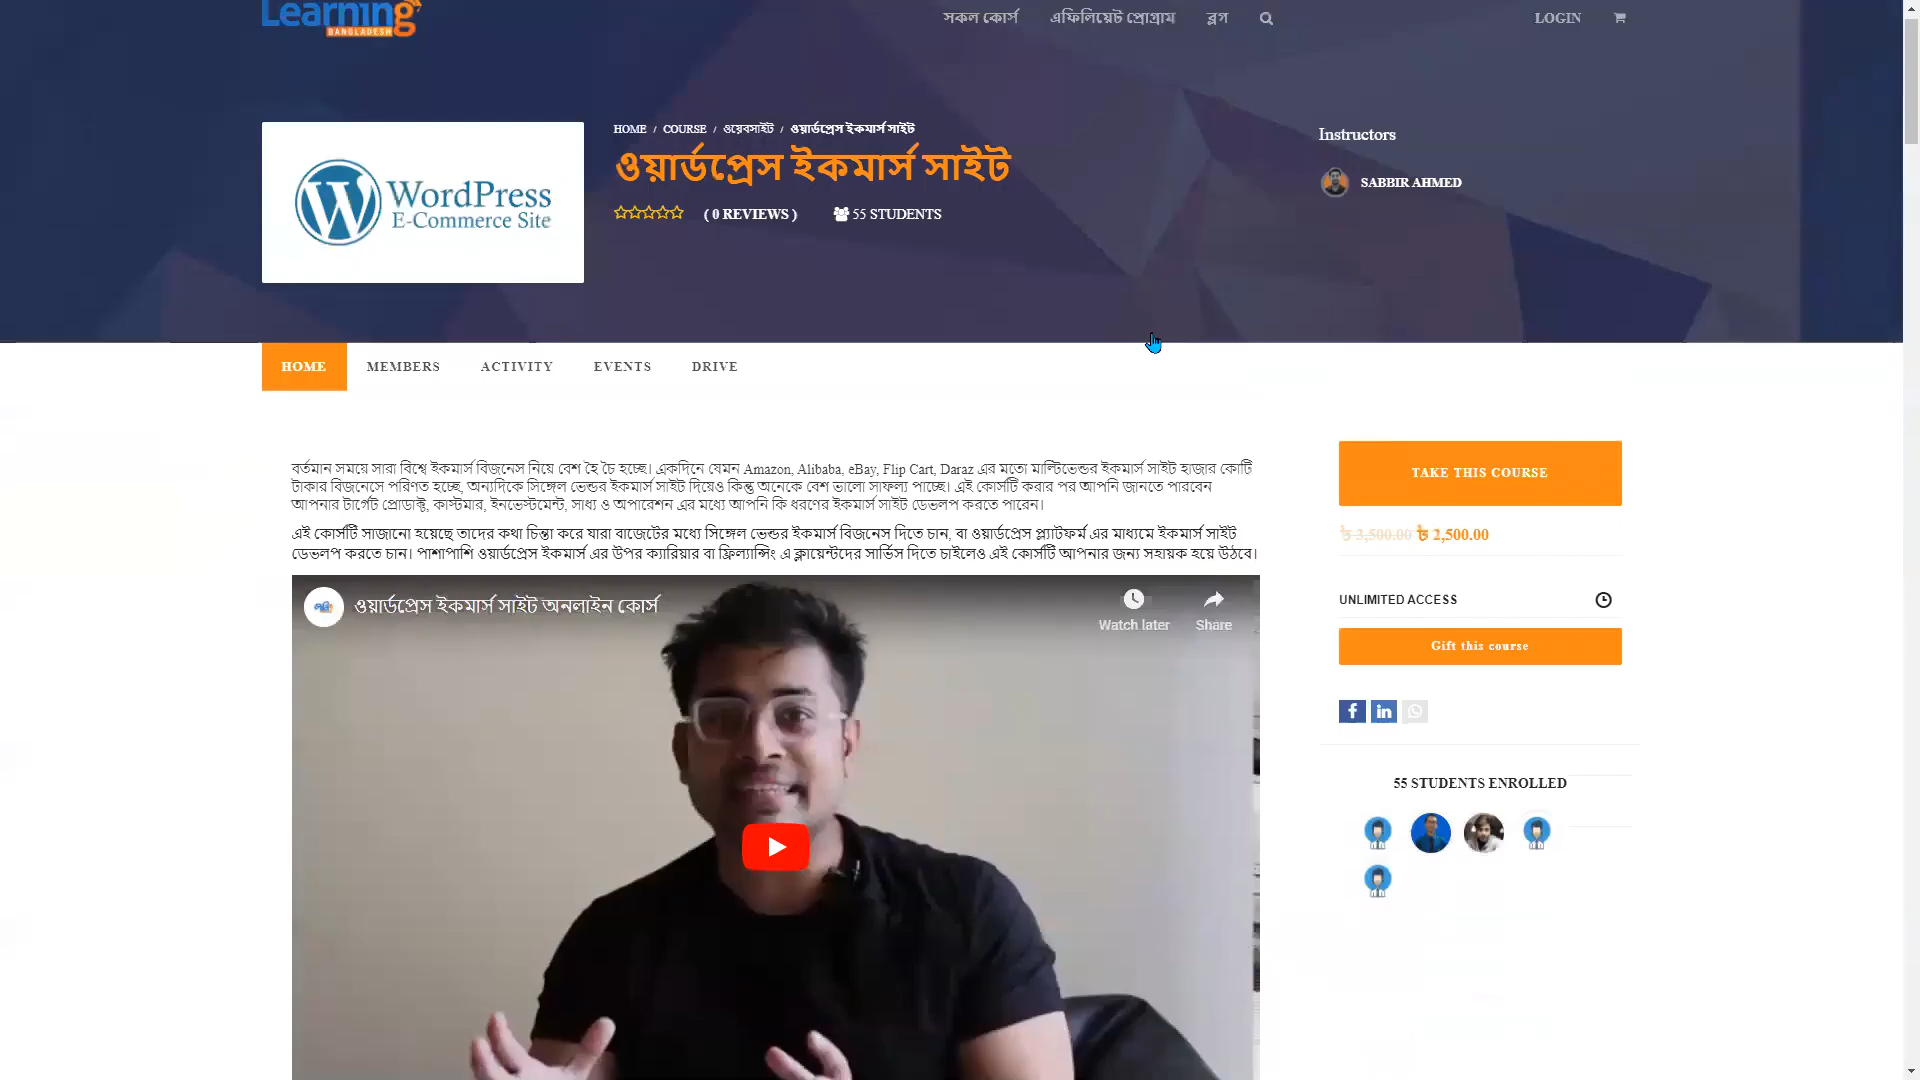 Learning
BANGLADESH
সকল কোর্স
এফিলিয়েট প্রোগ্রাম
ব্লগ
LOGIN
HOME / COURSE / ওয়েবসাইট / ওয়ার্ডপ্রেস ইকমার্স সাইট
ওয়ার্ডপ্রেস ইকমার্স সাইট
( 0 REVIEWS )
55 STUDENTS
WordPress
E-Commerce Site
Instructors
SABBIR AHMED
HOME
MEMBERS
ACTIVITY
EVENTS
DRIVE
বর্তমান সময়ে সারা বিশ্বে ইকমার্স বিজনেস নিয়ে বেশ হৈ চৈ হচ্ছে। একদিনে যেমন Amazon, Alibaba, eBay, Flip Cart, Daraz এর মতো মাল্টিভেন্ডর ইকমার্স সাইট হাজার কোটি
টাকার বিজনেসে পরিণত হচ্ছে, অন্যদিকে সিঙ্গেল ভেন্ডর ইকমার্স সাইট দিয়েও কিন্তু অনেকে বেশ ভালো সাফল্য পাচ্ছে। এই কোর্সটি করার পর আপনি জানতে পারবেন
আপনার টার্গেট প্রোডাক্ট, কাস্টমার, ইনভেস্টমেন্ট, সাধ্য ও অপারেশন এর মধ্যে আপনি কি ধরণের ইকমার্স সাইট ডেভলপ করতে পারেন।
এই কোর্সটি সাজানো হয়েছে তাদের কথা চিন্তা করে যারা বাজেটের মধ্যে সিঙ্গেল ভেন্ডর ইকমার্স বিজনেস দিতে চান, বা ওয়ার্ডপ্রেস প্ল্যাটফর্ম এর মাধ্যমে ইকমার্স সাইট
ডেভলপ করতে চান। পাশাপাশি ওয়ার্ডপ্রেস ইকমার্স এর উপর ক্যারিয়ার বা ফ্রিল্যান্সিং এ ক্লায়েন্টদের সার্ভিস দিতে চাইলেও এই কোর্সটি আপনার জন্য সহায়ক হয়ে উঠবে।
ওয়ার্ডপ্রেস ইকমার্স সাইট অনলাইন কোর্স
Watch later
Share
TAKE THIS COURSE
৳ 3,500.00 ৳ 2,500.00
UNLIMITED ACCESS
Gift this course
55 STUDENTS ENROLLED